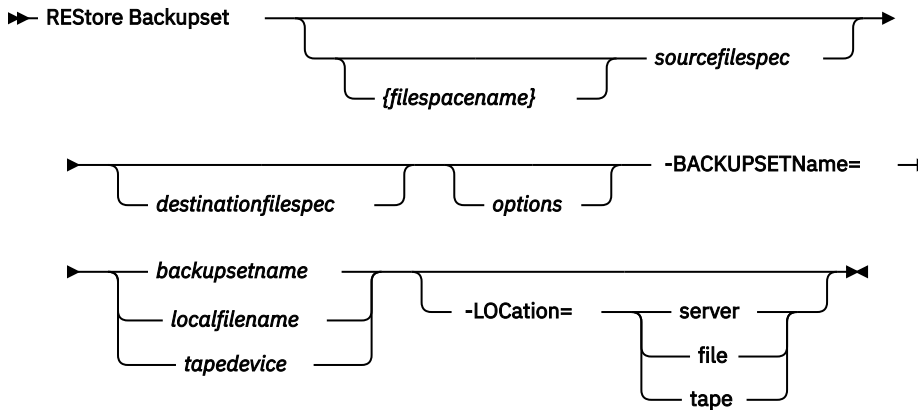 REStore Backupset
sourcefilespec
{filespacename}
-BACKUPSETName=
destinationfilespec
options
backupsetname
localfilename
tapedevice
-LOCation=
server
file
tape